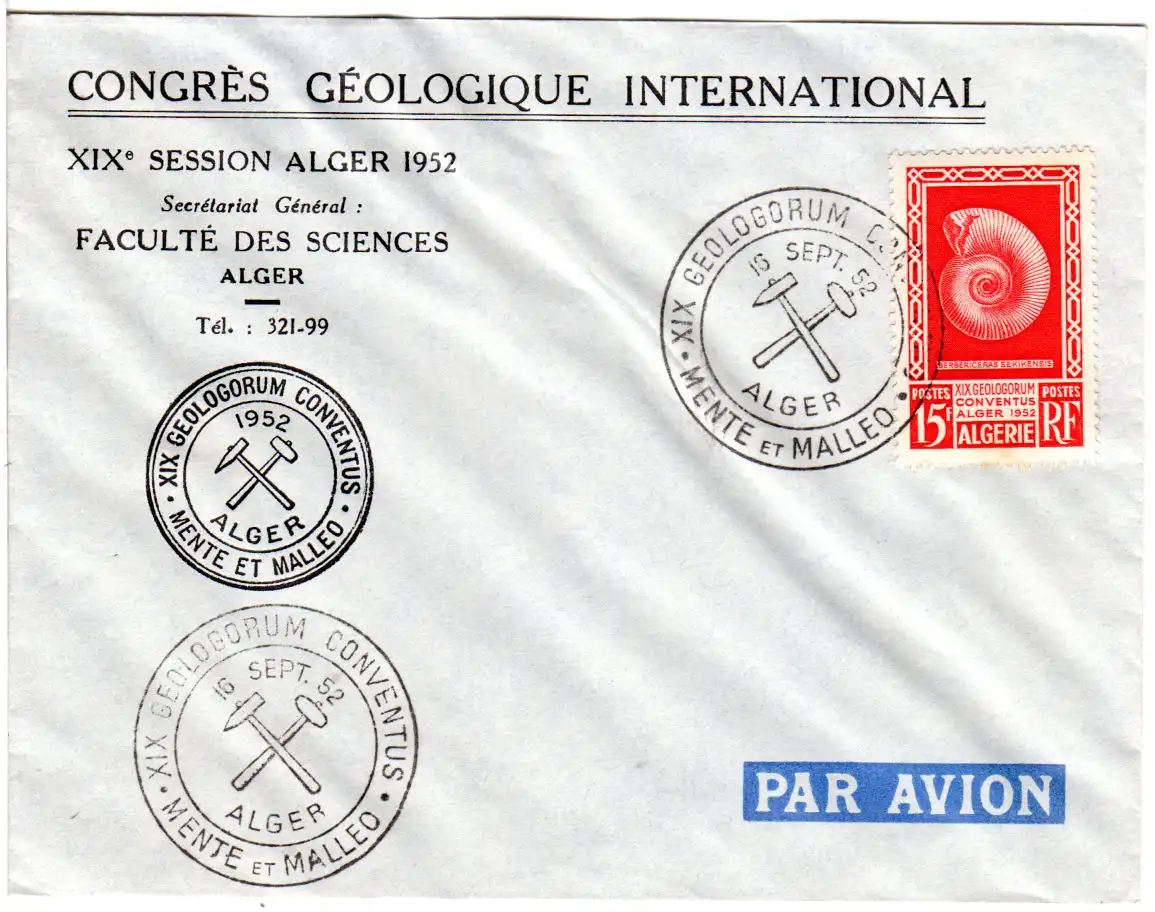 CONGRÈS GÉOLOGIQUE INTERNATIONAL
XIXe SESSION ALGER 1952
Secrétariat Général :
FACULTÉ DES SCIENCES
ALGER
Tél. : 321-99
· XIX GEOLOGORUM CONVENTUS ·
1952
ALGER
MENTE ET MALLEO
· XIX GEOLOGORUM CONVENTUS ·
16 SEPT. 52
ALGER
MENTE ET MALLEO
· XIX GEOLOGORUM
16 SEPT. 52
ALGER
MENTE ET MALLEO ·
BERBERICERAS SEKIKENSIS
POSTES XIX GEOLOGORUM POSTES
CONVENTUS
ALGER 1952
15F ALGERIE RF
PAR AVION